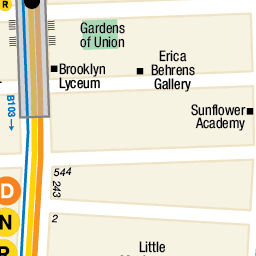 R
Gardens
of Union
Brooklyn
Lyceum
Erica
Behrens
Gallery
Sunflower
Academy
B103→
544
243
D
N
R
2
Little